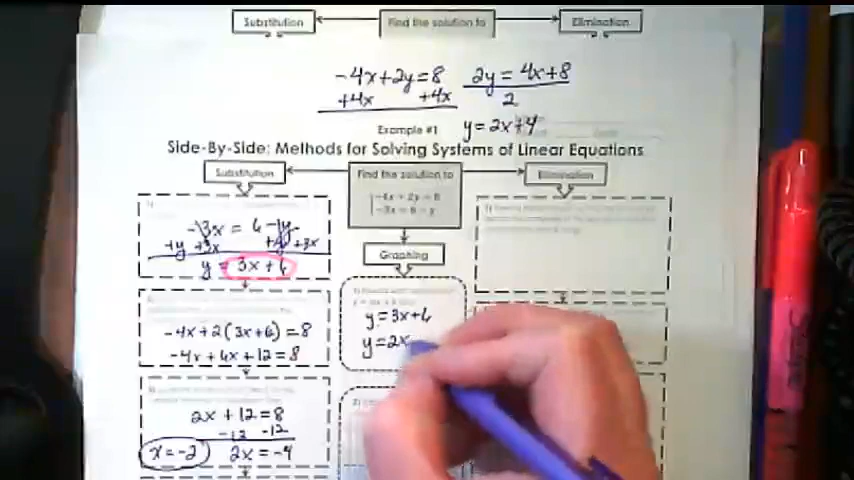 Substitution
Find the solution to
Elimination
-4x+2y=8
+4x +4x
2y = 4x+8
2
y=2x+4
Example #1
Side-By-Side: Methods for Solving Systems of Linear Equations
Substitution
Find the solution to
Elimination
-4x + 2y = 8
-3x = 6 - y
Graphing
-3x = 6 -1y
+y +3x +y +3x
y = 3x + 6
-4x+2(3x+6) = 8
-4x + 6x + 12 = 8
2x + 12 = 8
-12 -12
x = -2
2x = -4
y=3x+6
y=2x